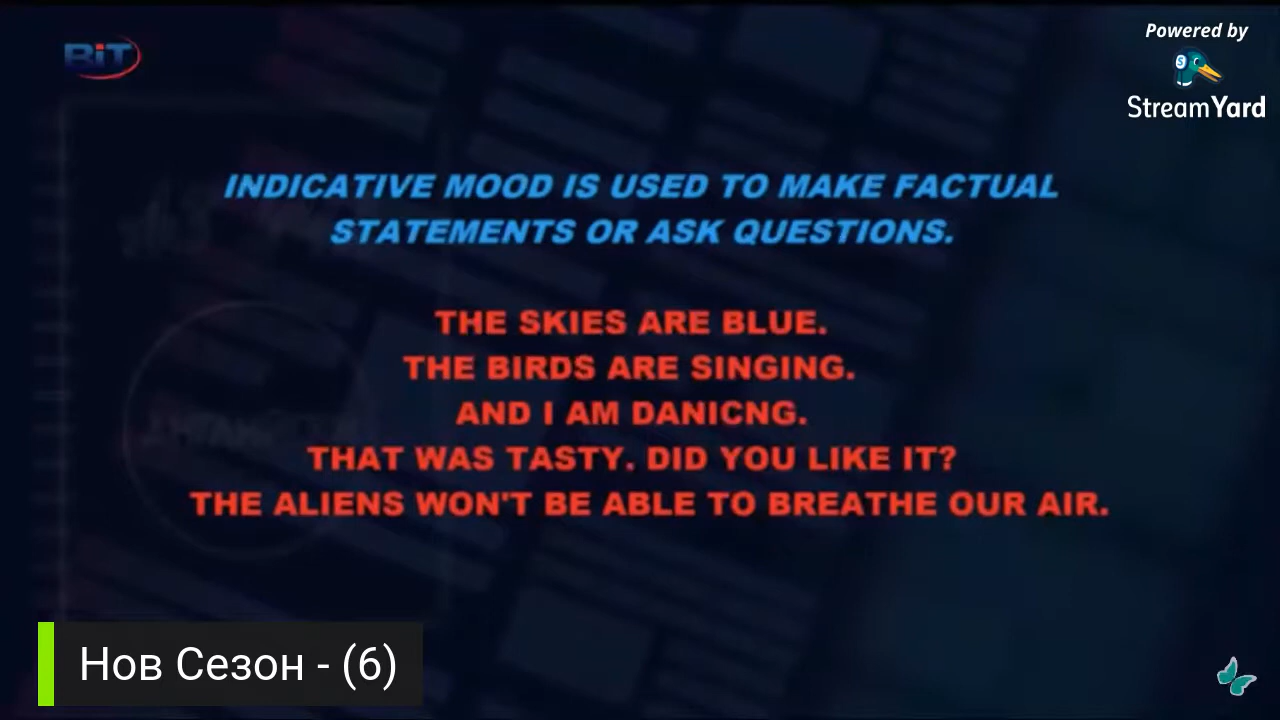 BiT
Powered by
StreamYard
INDICATIVE MOOD IS USED TO MAKE FACTUAL
STATEMENTS OR ASK QUESTIONS.
THE SKIES ARE BLUE.
THE BIRDS ARE SINGING.
AND I AM DANICNG.
THAT WAS TASTY. DID YOU LIKE IT?
THE ALIENS WON'T BE ABLE TO BREATHE OUR AIR.
Нов Сезон - (6)